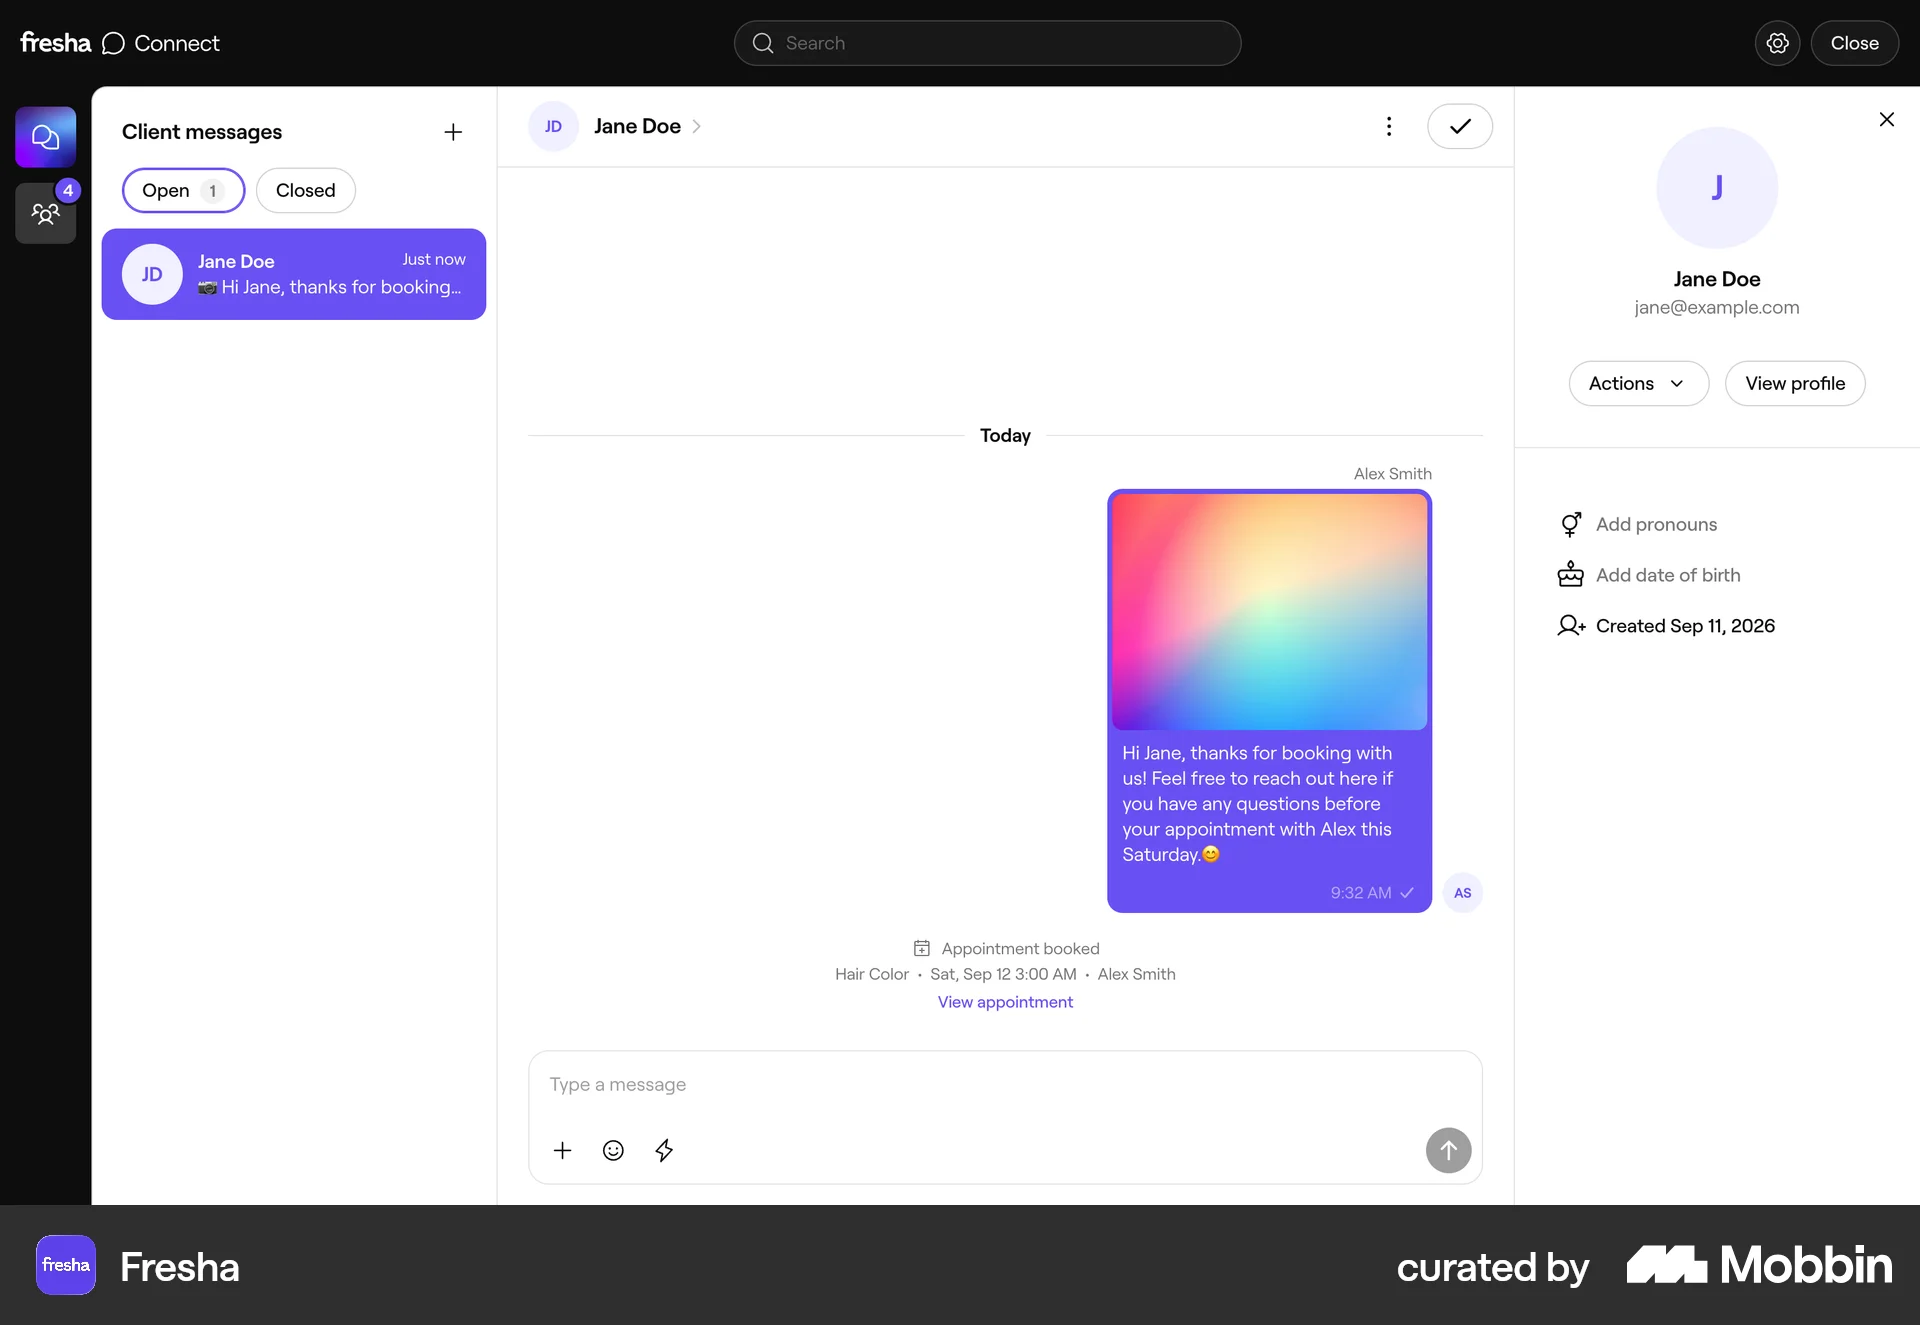 fresha Connect
Search
Close
4
Client messages
Open 1
Closed
JD
Jane Doe
Just now
📷 Hi Jane, thanks for booking...
JD
Jane Doe
Today
Alex Smith
Hi Jane, thanks for booking with
us! Feel free to reach out here if
you have any questions before
your appointment with Alex this
Saturday.😊
9:32 AM
AS
Appointment booked
Hair Color • Sat, Sep 12 3:00 AM • Alex Smith
View appointment
Type a message
J
Jane Doe
jane@example.com
Actions
View profile
Add pronouns
Add date of birth
Created Sep 11, 2026
fresha
Fresha
curated by
Mobbin